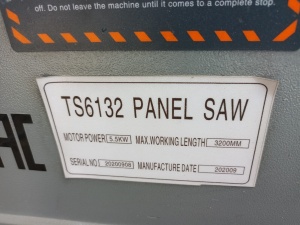 off. Do not leave the machine until it comes to a complete stop.
TS6132 PANEL SAW
MOTOR POWER 5.5KW MAX.WORKING LENGTH 3200MM
SERIAL NO 20200908 MANUFACTURE DATE 202009